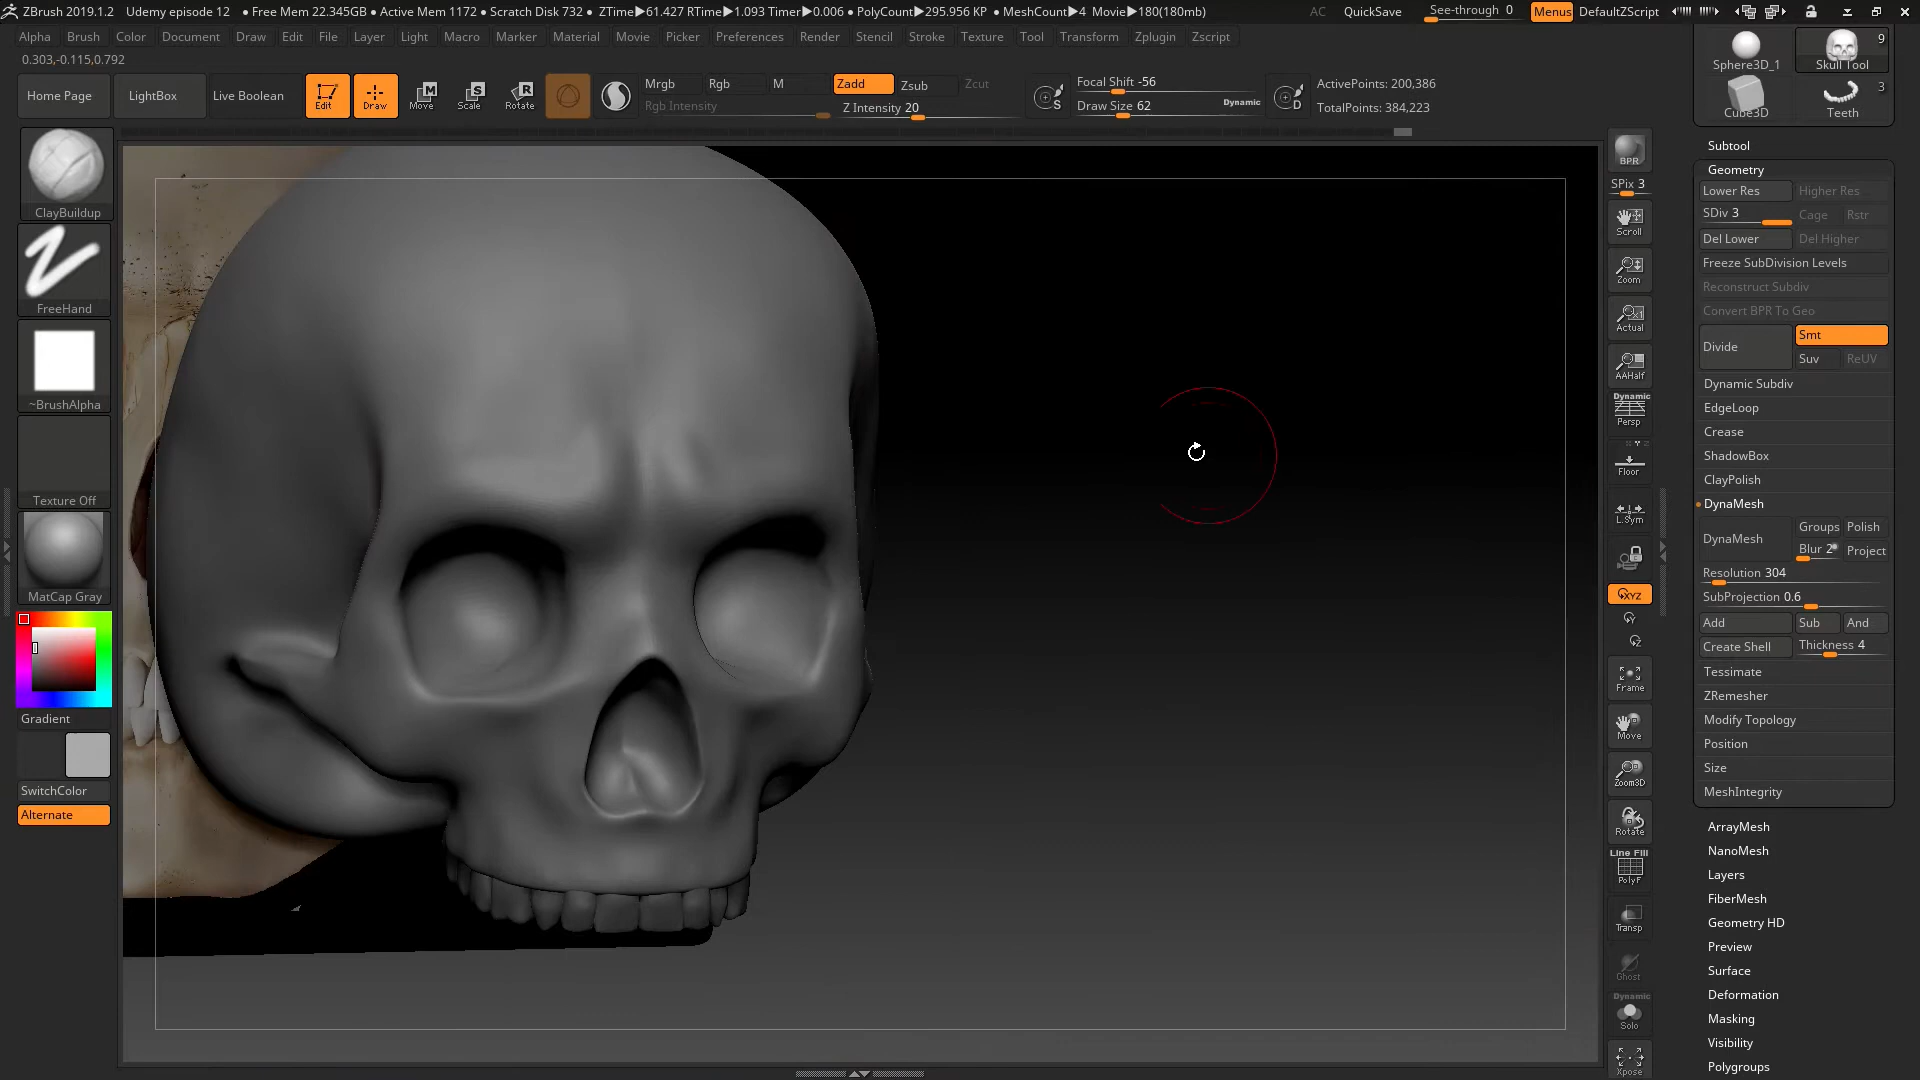 ZBrush 2019.1.2 Udemy episode 12 • Free Mem 22.345GB • Active Mem 1172 • Scratch Disk 732 • ZTime▶61.427 RTime▶1.093 Timer▶0.006 • PolyCount▶295.956 KP • MeshCount▶4 Movie▶180(180mb) AC QuickSave See-through 0 Menus DefaultZScript
Alpha Brush Color Document Draw Edit File Layer Light Macro Marker Material Movie Picker Preferences Render Stencil Stroke Texture Tool Transform Zplugin Zscript
0.303,-0.115,0.792
Home Page LightBox Live Boolean Edit Draw Move Scale Rotate
Mrgb Rgb M Zadd Zsub Zcut
Rgb Intensity Z Intensity 20
Focal Shift -56
Draw Size 62 Dynamic
S
D
ActivePoints: 200,386
TotalPoints: 384,223
ClayBuildup
FreeHand
~BrushAlpha
Texture Off
MatCap Gray
Gradient
SwitchColor
Alternate
BPR
SPix 3
Scroll
Zoom
Actual
AAHalf
Dynamic
Persp
Floor
L.Sym
XYZ
Y
Z
Frame
Move
Zoom3D
Rotate
Line Fill
PolyF
Transp
Ghost
Dynamic
Solo
Xpose
Sphere3D_1
9
Skull Tool
Cube3D
3
Teeth
Subtool
Geometry
Lower Res Higher Res
SDiv 3 Cage Rstr
Del Lower Del Higher
Freeze SubDivision Levels
Reconstruct Subdiv
Convert BPR To Geo
Divide Smt
Suv ReUV
Dynamic Subdiv
EdgeLoop
Crease
ShadowBox
ClayPolish
DynaMesh
DynaMesh Groups Polish
Blur 2 Project
Resolution 304
SubProjection 0.6
Add Sub And
Create Shell Thickness 4
Tessimate
ZRemesher
Modify Topology
Position
Size
MeshIntegrity
ArrayMesh
NanoMesh
Layers
FiberMesh
Geometry HD
Preview
Surface
Deformation
Masking
Visibility
Polygroups